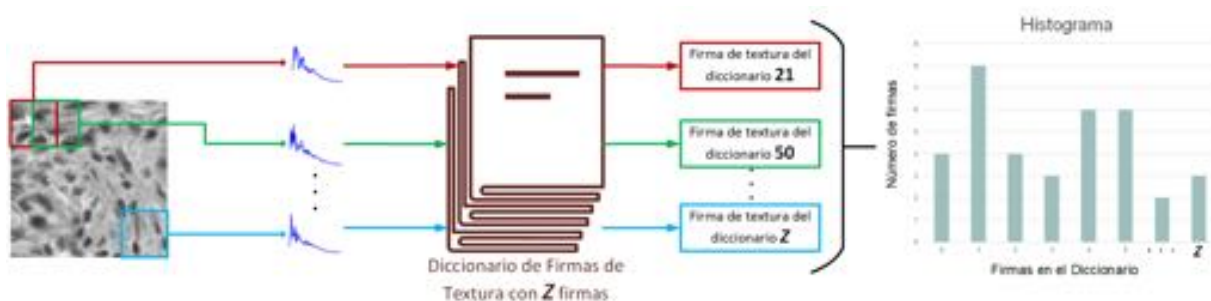 Histograma
Firma de textura del
diccionario 21
Firma de textura del
diccionario 50
Firma de textura del
diccionario Z
Diccionario de Firmas de
Textura con Z firmas
Número de firmas
Z
Firmas en el Diccionario